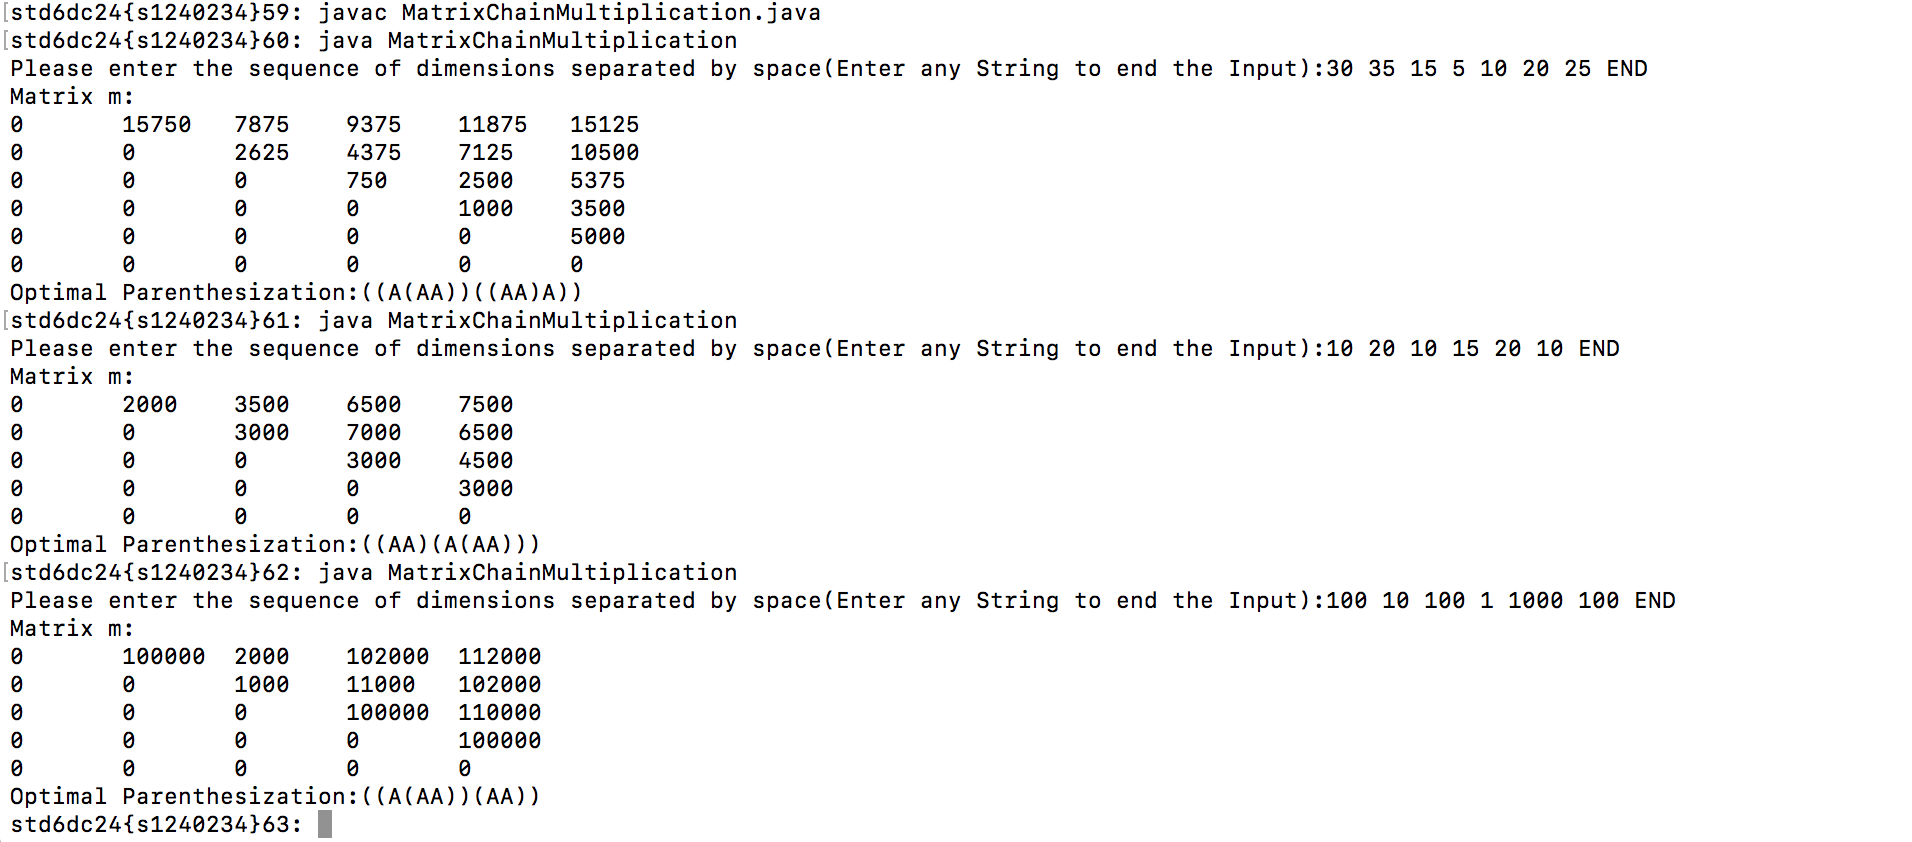 [std6dc24{s1240234}59: javac MatrixChainMultiplication.java
[std6dc24{s1240234}60: java MatrixChainMultiplication
Please enter the sequence of dimensions separated by space(Enter any String to end the Input):30 35 15 5 10 20 25 END
Matrix m:
0 15750 7875 9375 11875 15125
0 0 2625 4375 7125 10500
0 0 0 750 2500 5375
0 0 0 0 1000 3500
0 0 0 0 0 5000
0 0 0 0 0 0
Optimal Parenthesization:((A(AA))((AA)A))
[std6dc24{s1240234}61: java MatrixChainMultiplication
Please enter the sequence of dimensions separated by space(Enter any String to end the Input):10 20 10 15 20 10 END
Matrix m:
0 2000 3500 6500 7500
0 0 3000 7000 6500
0 0 0 3000 4500
0 0 0 0 3000
0 0 0 0 0
Optimal Parenthesization:((AA)(A(AA)))
[std6dc24{s1240234}62: java MatrixChainMultiplication
Please enter the sequence of dimensions separated by space(Enter any String to end the Input):100 10 100 1 1000 100 END
Matrix m:
0 100000 2000 102000 112000
0 0 1000 11000 102000
0 0 0 100000 110000
0 0 0 0 100000
0 0 0 0 0
Optimal Parenthesization:((A(AA))(AA))
std6dc24{s1240234}63: